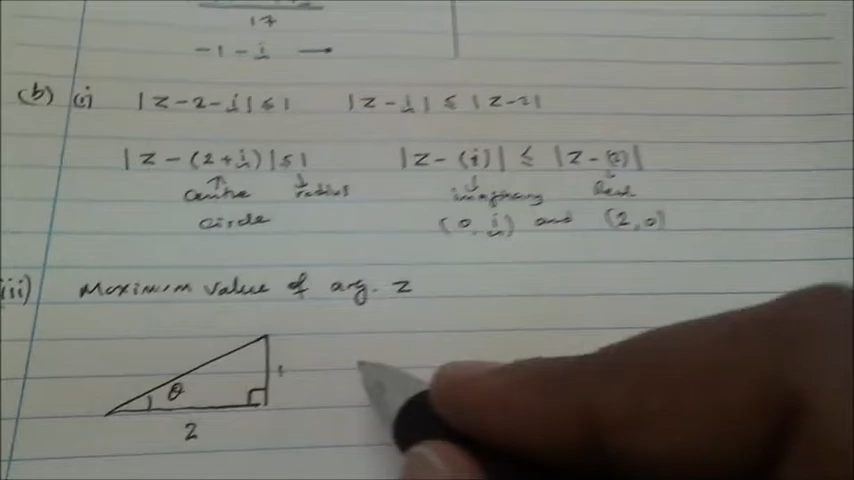 17
-1-i →
(b) (i) |z-2-i| ≤ 1 |z-i| ≤ |z-2|
|z-(2+i)| ≤ 1 |z-(i)| ≤ |z-(2)|
centre radius imaginary Real
circle (0, i) and (2,0)
iii) Maximum value of arg. z
θ 1
2